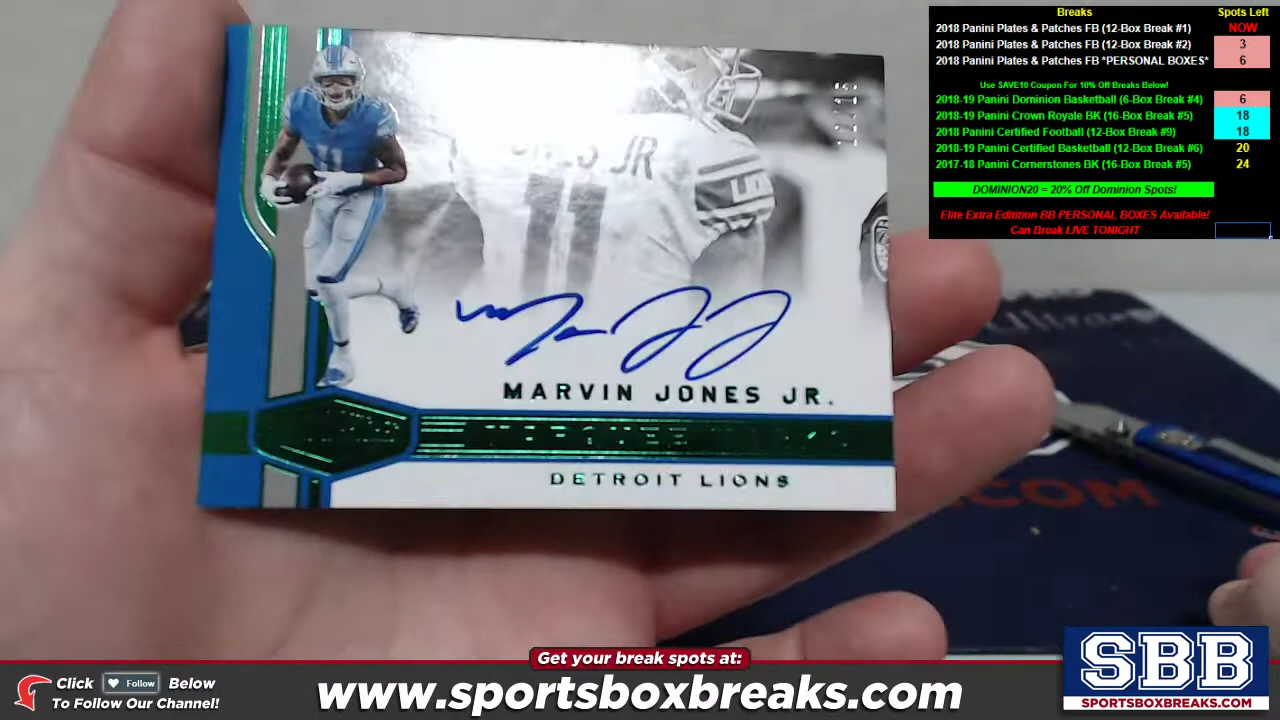 Breaks Spots Left
2018 Panini Plates & Patches FB (12-Box Break #1) NOW
2018 Panini Plates & Patches FB (12-Box Break #2) 3
2018 Panini Plates & Patches FB *PERSONAL BOXES* 6
Use SAVE10 Coupon For 10% Off Breaks Below!
2018-19 Panini Dominion Basketball (6-Box Break #4) 6
2018-19 Panini Crown Royale BK (16-Box Break #5) 18
2018 Panini Certified Football (12-Box Break #9) 18
2018-19 Panini Certified Basketball (12-Box Break #6) 20
2017-18 Panini Cornerstones BK (16-Box Break #5) 24
DOMINION20 = 20% Off Dominion Spots!
Elite Extra Edittion BB PERSONAL BOXES Available!
Can Break LIVE TONIGHT
JR
11
MARVIN JONES JR.
DETROIT LIONS
COM
Get your break spots at:
Click Follow Below
To Follow Our Channel!
www.sportsboxbreaks.com
SBB
SPORTSBOXBREAKS.COM